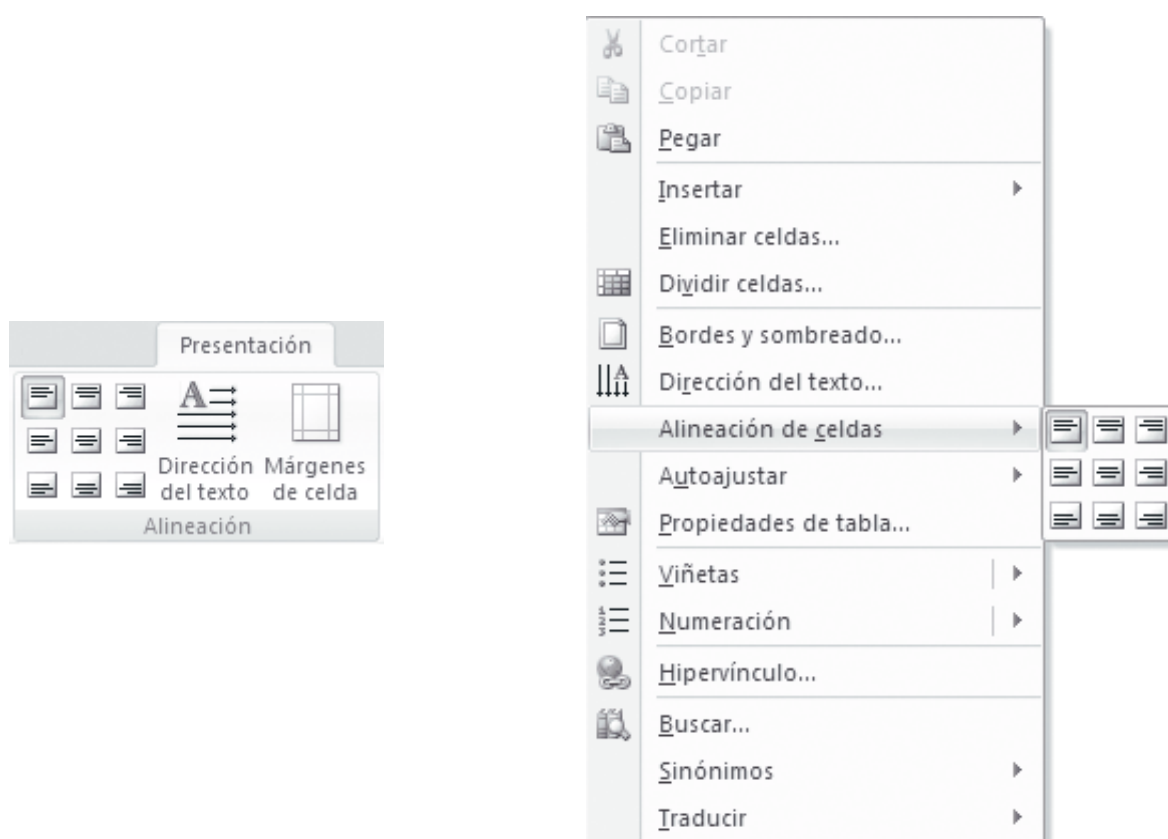 Presentación
Dirección del texto
Márgenes de celda
Alineación
Cortar
Copiar
Pegar
Insertar
Eliminar celdas...
Dividir celdas...
Bordes y sombreado...
Dirección del texto...
Alineación de celdas
Autoajustar
Propiedades de tabla...
Viñetas
Numeración
Hipervínculo...
Buscar...
Sinónimos
Traducir